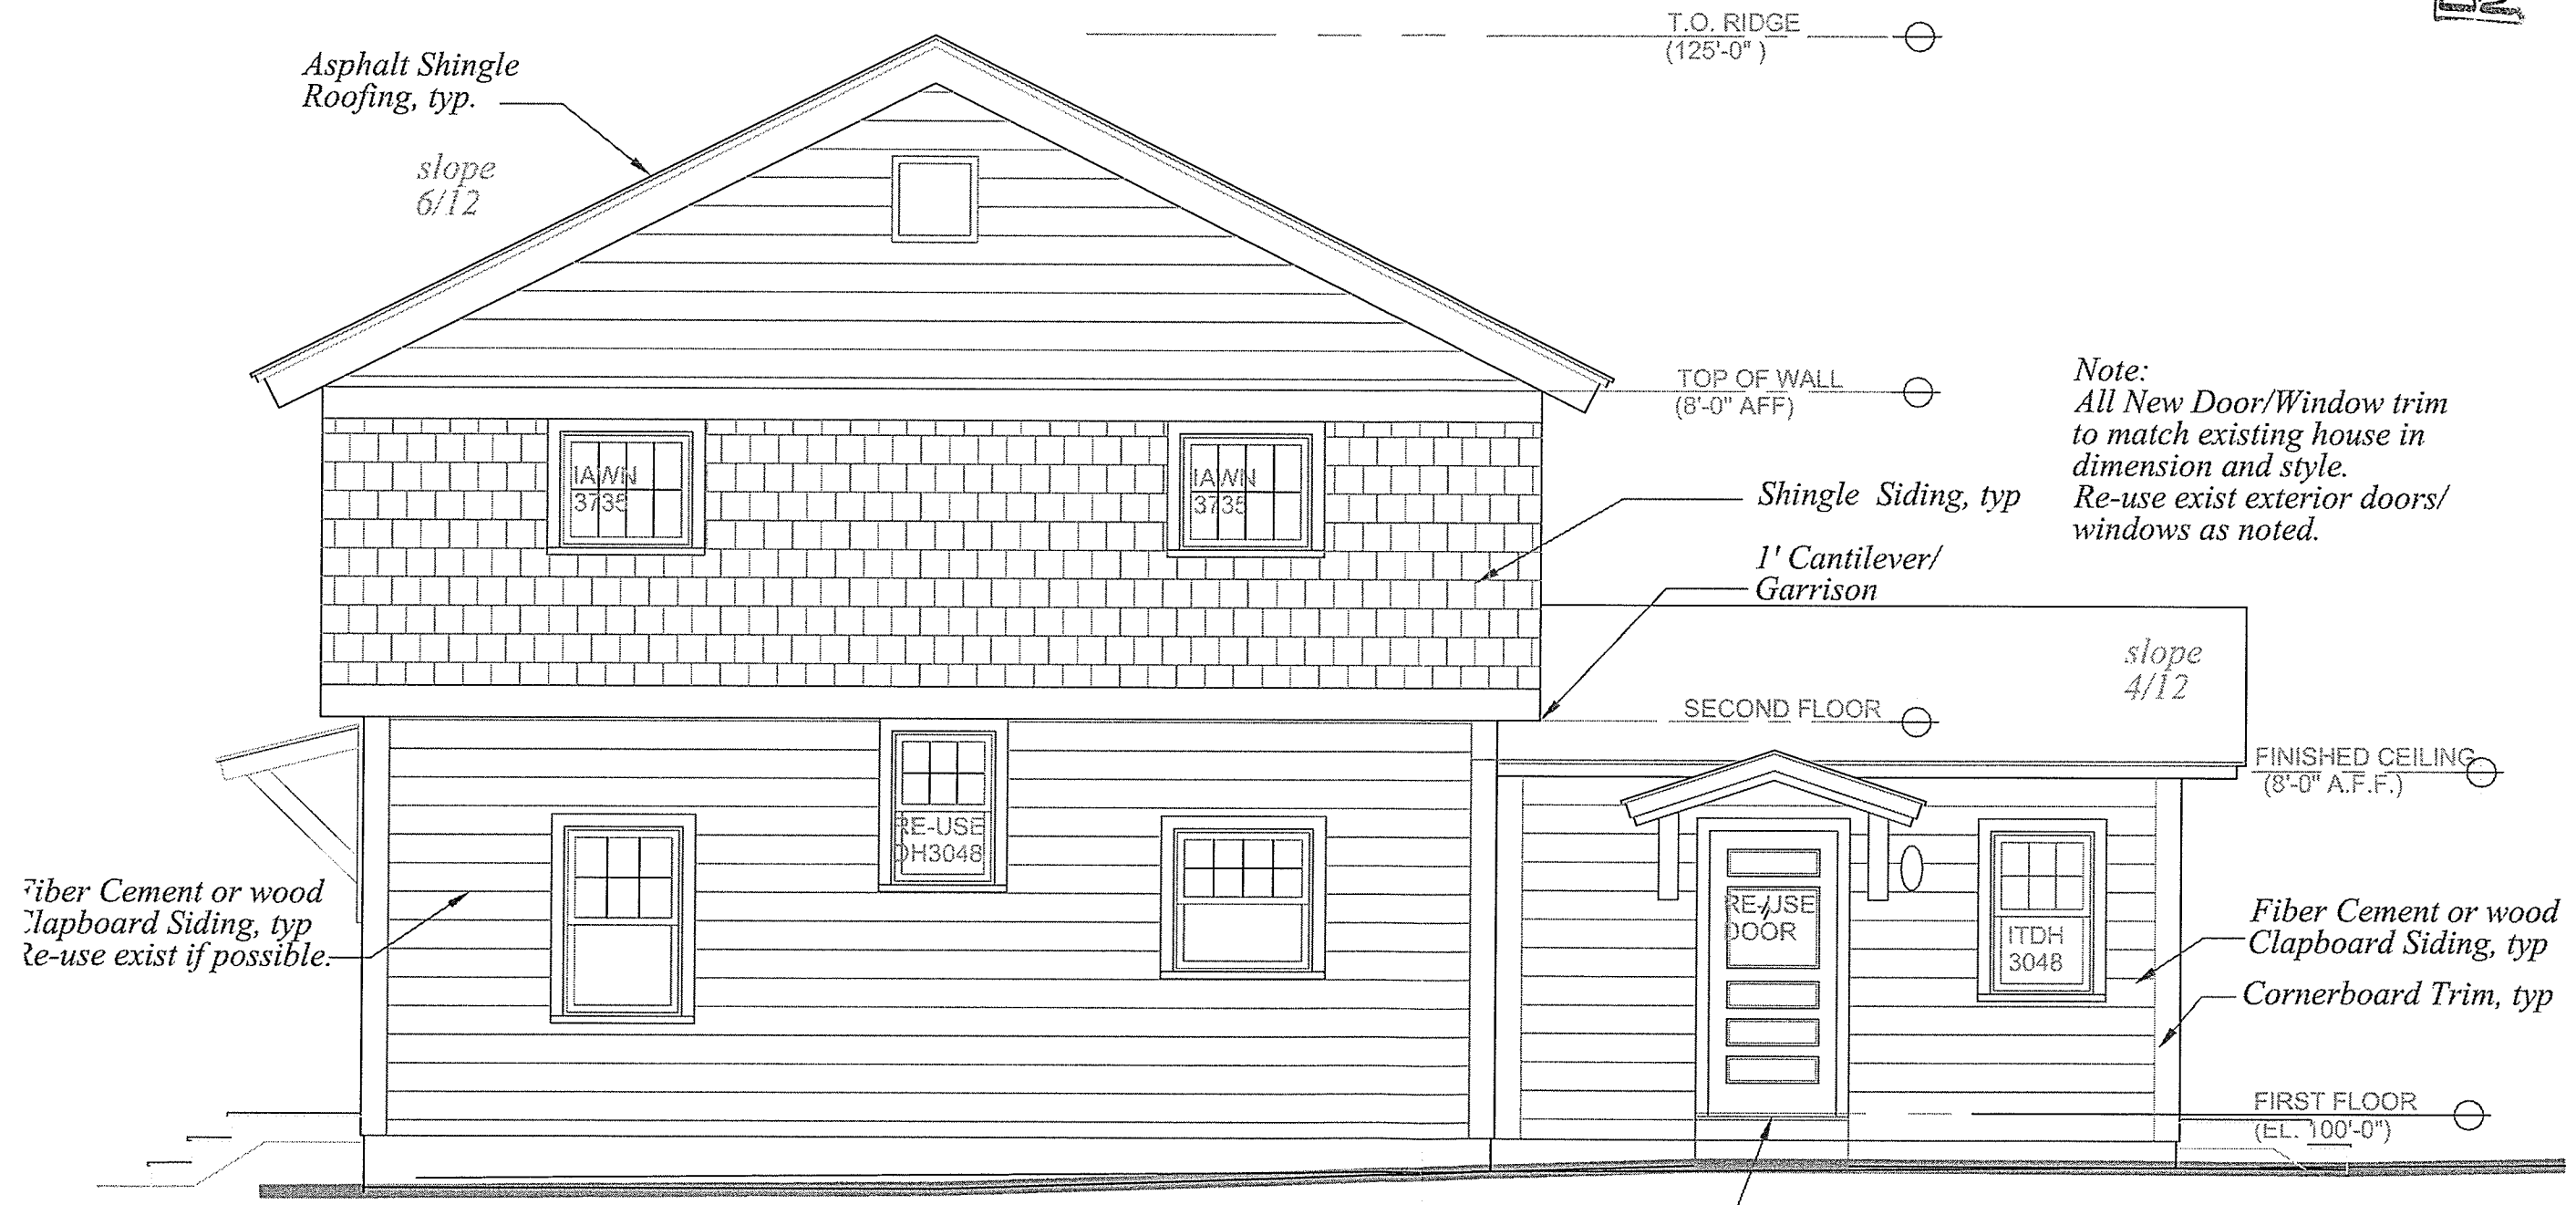 T.O. RIDGE
(125'-0" )
Asphalt Shingle
Roofing, typ.
slope
6/12
TOP OF WALL
(8'-0" AFF)
Note:
All New Door/Window trim
to match existing house in
dimension and style.
Re-use exist exterior doors/
windows as noted.
IAWN
3735
IAWN
3735
Shingle Siding, typ
1' Cantilever/
Garrison
slope
4/12
SECOND FLOOR
FINISHED CEILING
(8'-0" A.F.F.)
RE-USE
DH3048
Fiber Cement or wood
Clapboard Siding, typ
Re-use exist if possible.
RE-USE
DOOR
ITDH
3048
Fiber Cement or wood
Clapboard Siding, typ
Cornerboard Trim, typ
FIRST FLOOR
(EL. 100'-0")